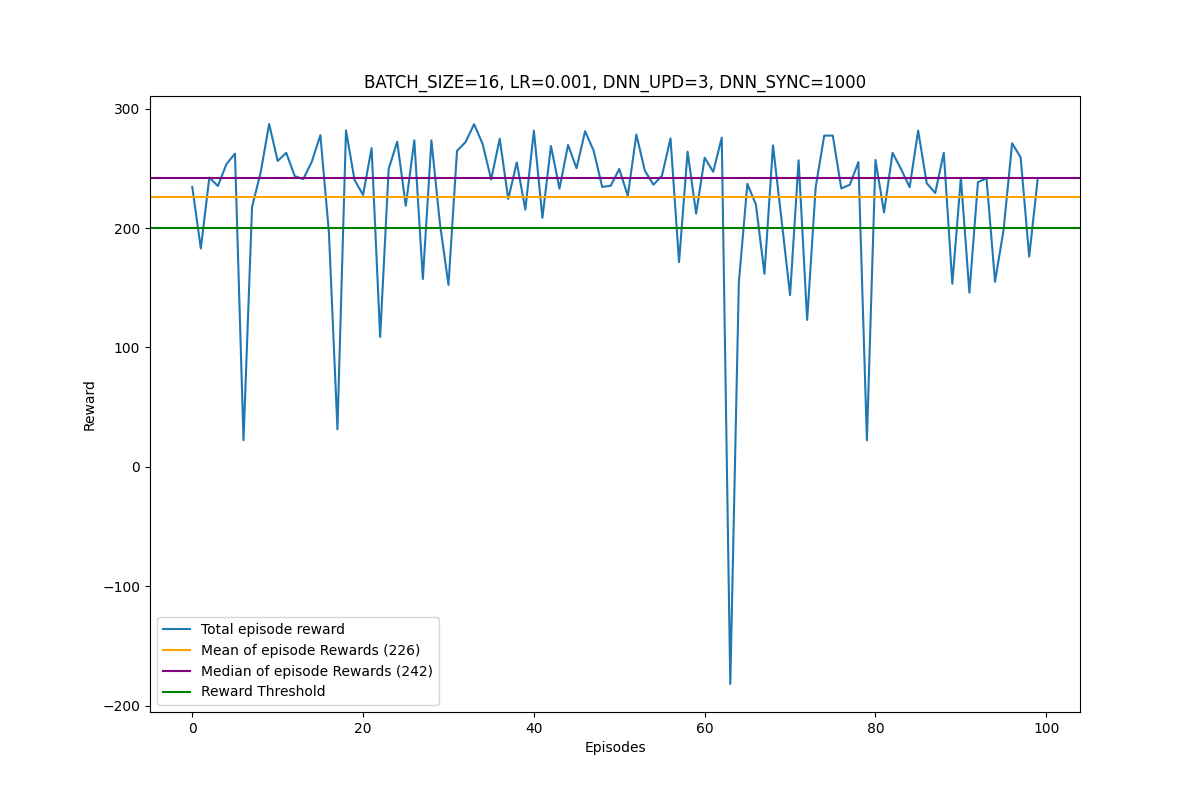 BATCH_SIZE=16, LR=0.001, DNN_UPD=3, DNN_SYNC=1000
300
200
100
0
−100
−200
Reward
Total episode reward
Mean of episode Rewards (226)
Median of episode Rewards (242)
Reward Threshold
0 20 40 60 80 100
Episodes